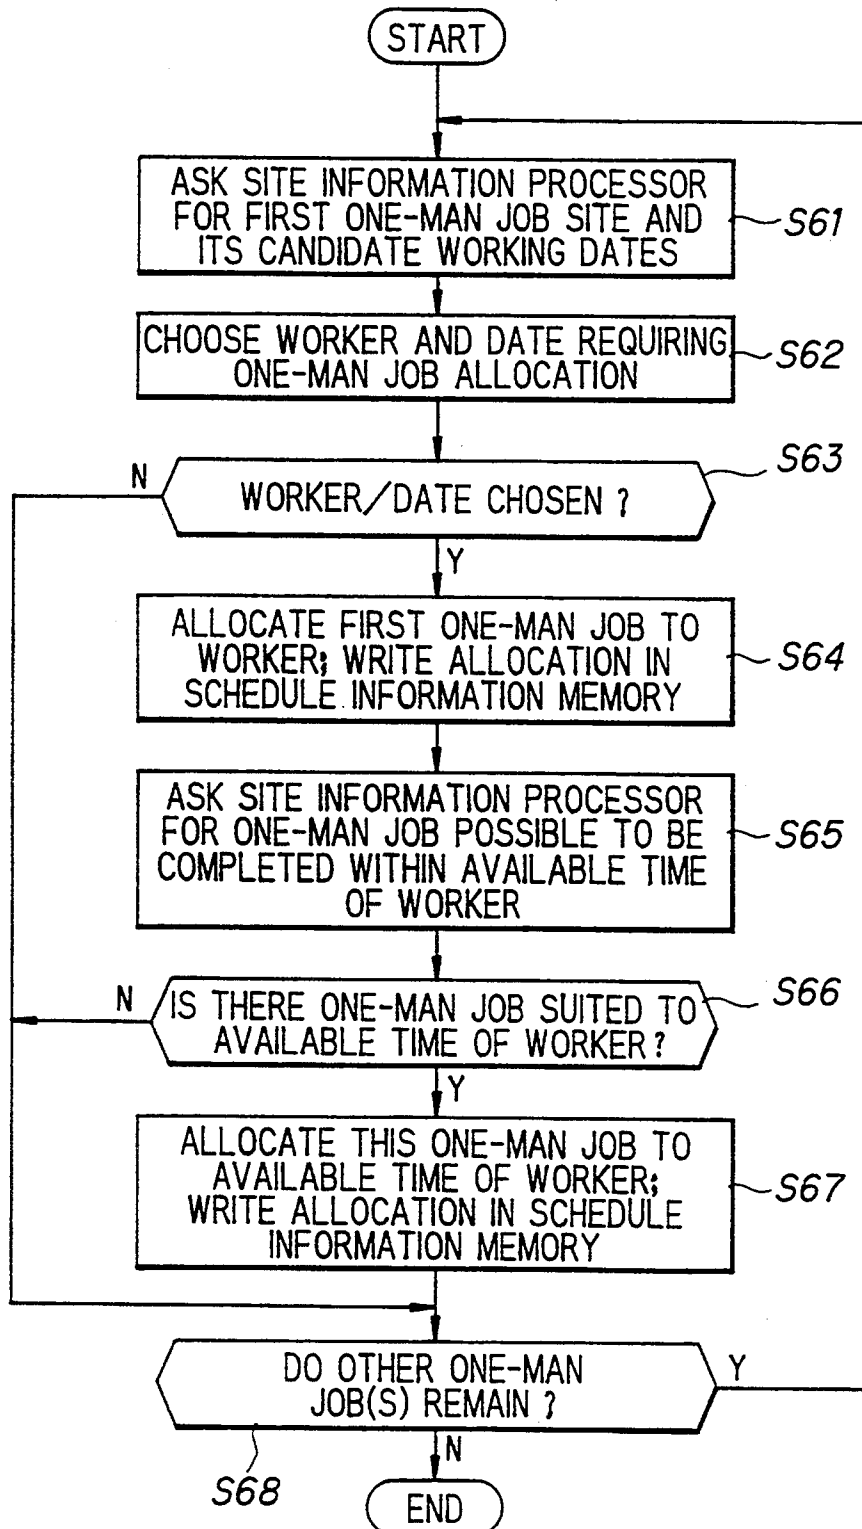 START
ASK SITE INFORMATION PROCESSOR
FOR FIRST ONE-MAN JOB SITE AND
ITS CANDIDATE WORKING DATES
S61
CHOOSE WORKER AND DATE REQUIRING
ONE-MAN JOB ALLOCATION
S62
N
WORKER/DATE CHOSEN ?
S63
Y
ALLOCATE FIRST ONE-MAN JOB TO
WORKER; WRITE ALLOCATION IN
SCHEDULE INFORMATION MEMORY
S64
ASK SITE INFORMATION PROCESSOR
FOR ONE-MAN JOB POSSIBLE TO BE
COMPLETED WITHIN AVAILABLE TIME
OF WORKER
S65
N
IS THERE ONE-MAN JOB SUITED TO
AVAILABLE TIME OF WORKER ?
S66
Y
ALLOCATE THIS ONE-MAN JOB TO
AVAILABLE TIME OF WORKER;
WRITE ALLOCATION IN SCHEDULE
INFORMATION MEMORY
S67
DO OTHER ONE-MAN
JOB(S) REMAIN ?
Y
S68
N
END